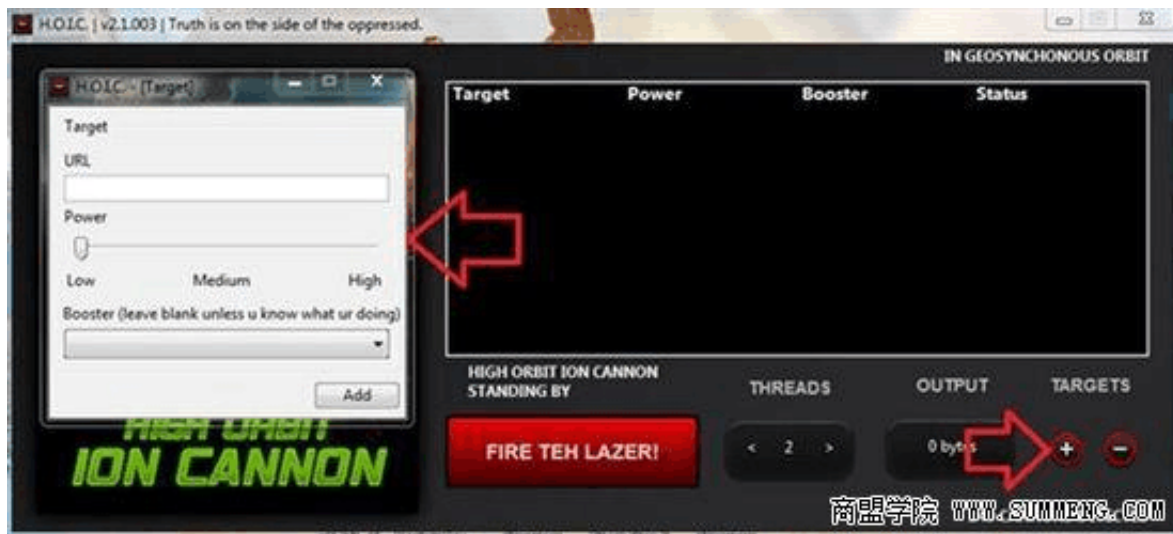 H.O.I.C. | v2.1.003 | Truth is on the side of the oppressed.
IN GEOSYNCHONOUS ORBIT
H.O.I.C. - [Target]
Target
URL
Power
Low Medium High
Booster (leave blank unless u know what ur doing)
Add
HIGH ORBIT
ION CANNON
Target Power Booster Status
HIGH ORBIT ION CANNON
STANDING BY
THREADS OUTPUT TARGETS
FIRE TEH LAZER!
< 2 >
0 bytes
+ −
商盟学院 WWW.SUMMENG.COM